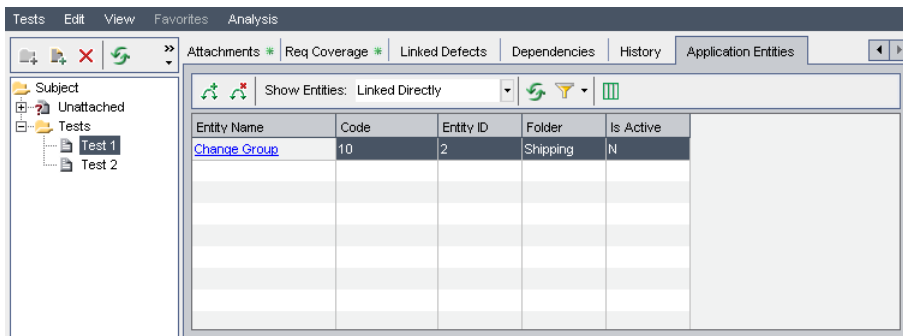 Tests Edit View Favorites Analysis
Attachments * Req Coverage * Linked Defects Dependencies History Application Entities
Show Entities: Linked Directly
Subject
Unattached
Tests
Test 1
Test 2
Entity Name Code Entity ID Folder Is Active
Change Group 10 2 Shipping N